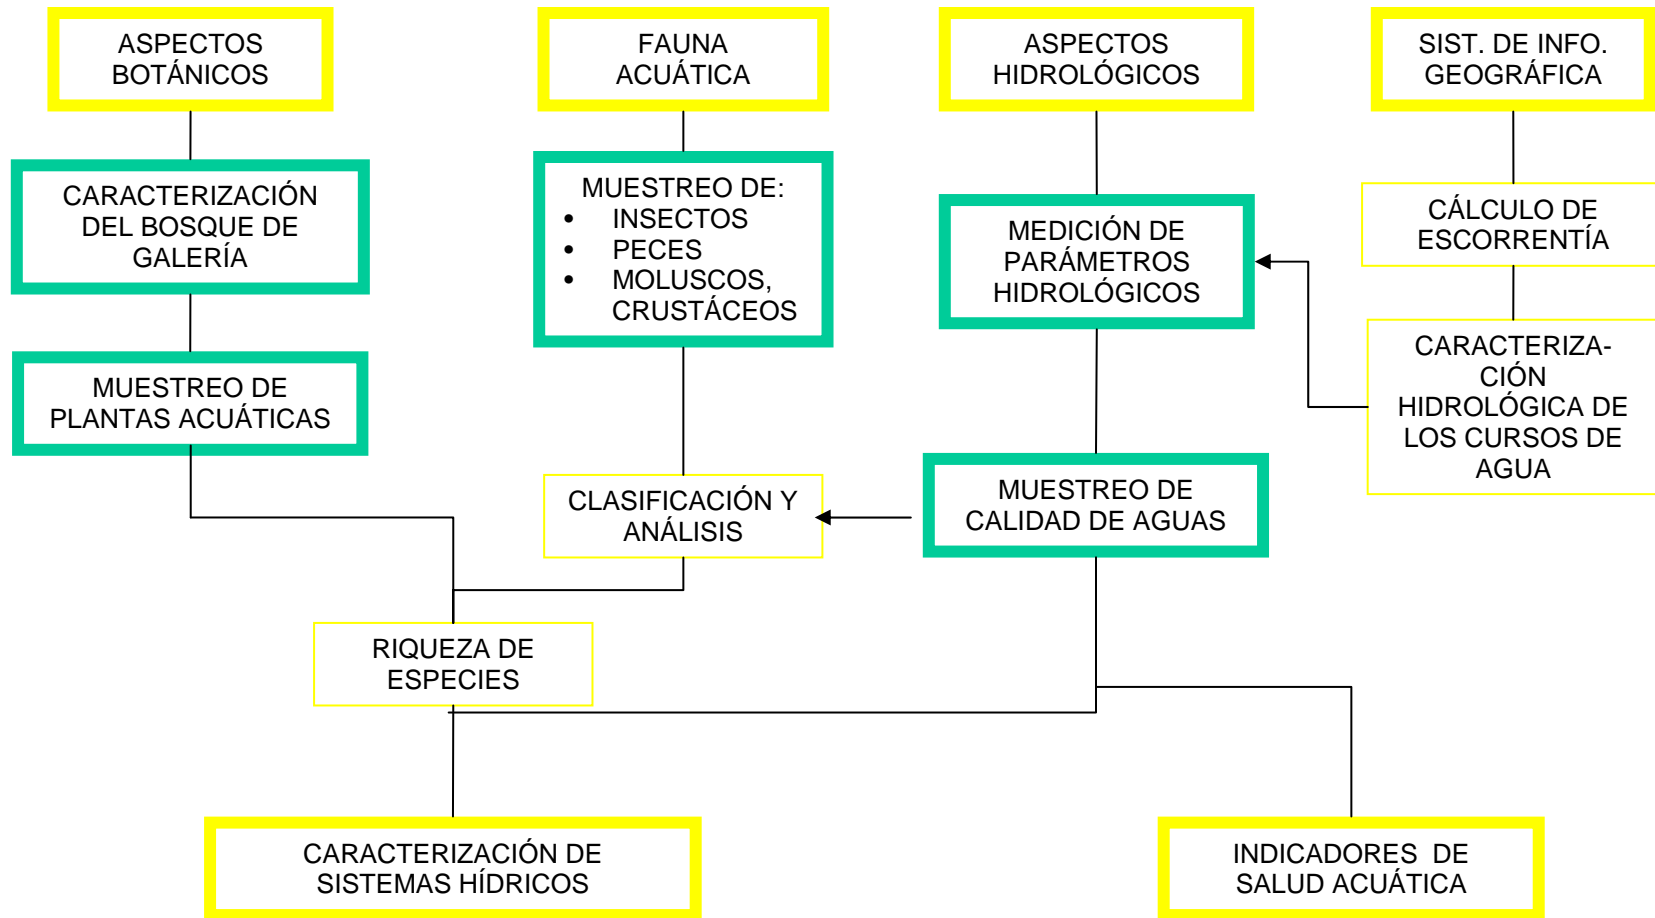 ASPECTOS
BOTÁNICOS
FAUNA
ACUÁTICA
ASPECTOS
HIDROLÓGICOS
SIST. DE INFO.
GEOGRÁFICA
CARACTERIZACIÓN
DEL BOSQUE DE
GALERÍA
MUESTREO DE:
• INSECTOS
• PECES
• MOLUSCOS,
CRUSTÁCEOS
MEDICIÓN DE
PARÁMETROS
HIDROLÓGICOS
CÁLCULO DE
ESCORRENTÍA
CARACTERIZA-
CIÓN
HIDROLÓGICA DE
LOS CURSOS DE
AGUA
MUESTREO DE
PLANTAS ACUÁTICAS
CLASIFICACIÓN Y
ANÁLISIS
MUESTREO DE
CALIDAD DE AGUAS
RIQUEZA DE
ESPECIES
CARACTERIZACIÓN DE
SISTEMAS HÍDRICOS
INDICADORES DE
SALUD ACUÁTICA